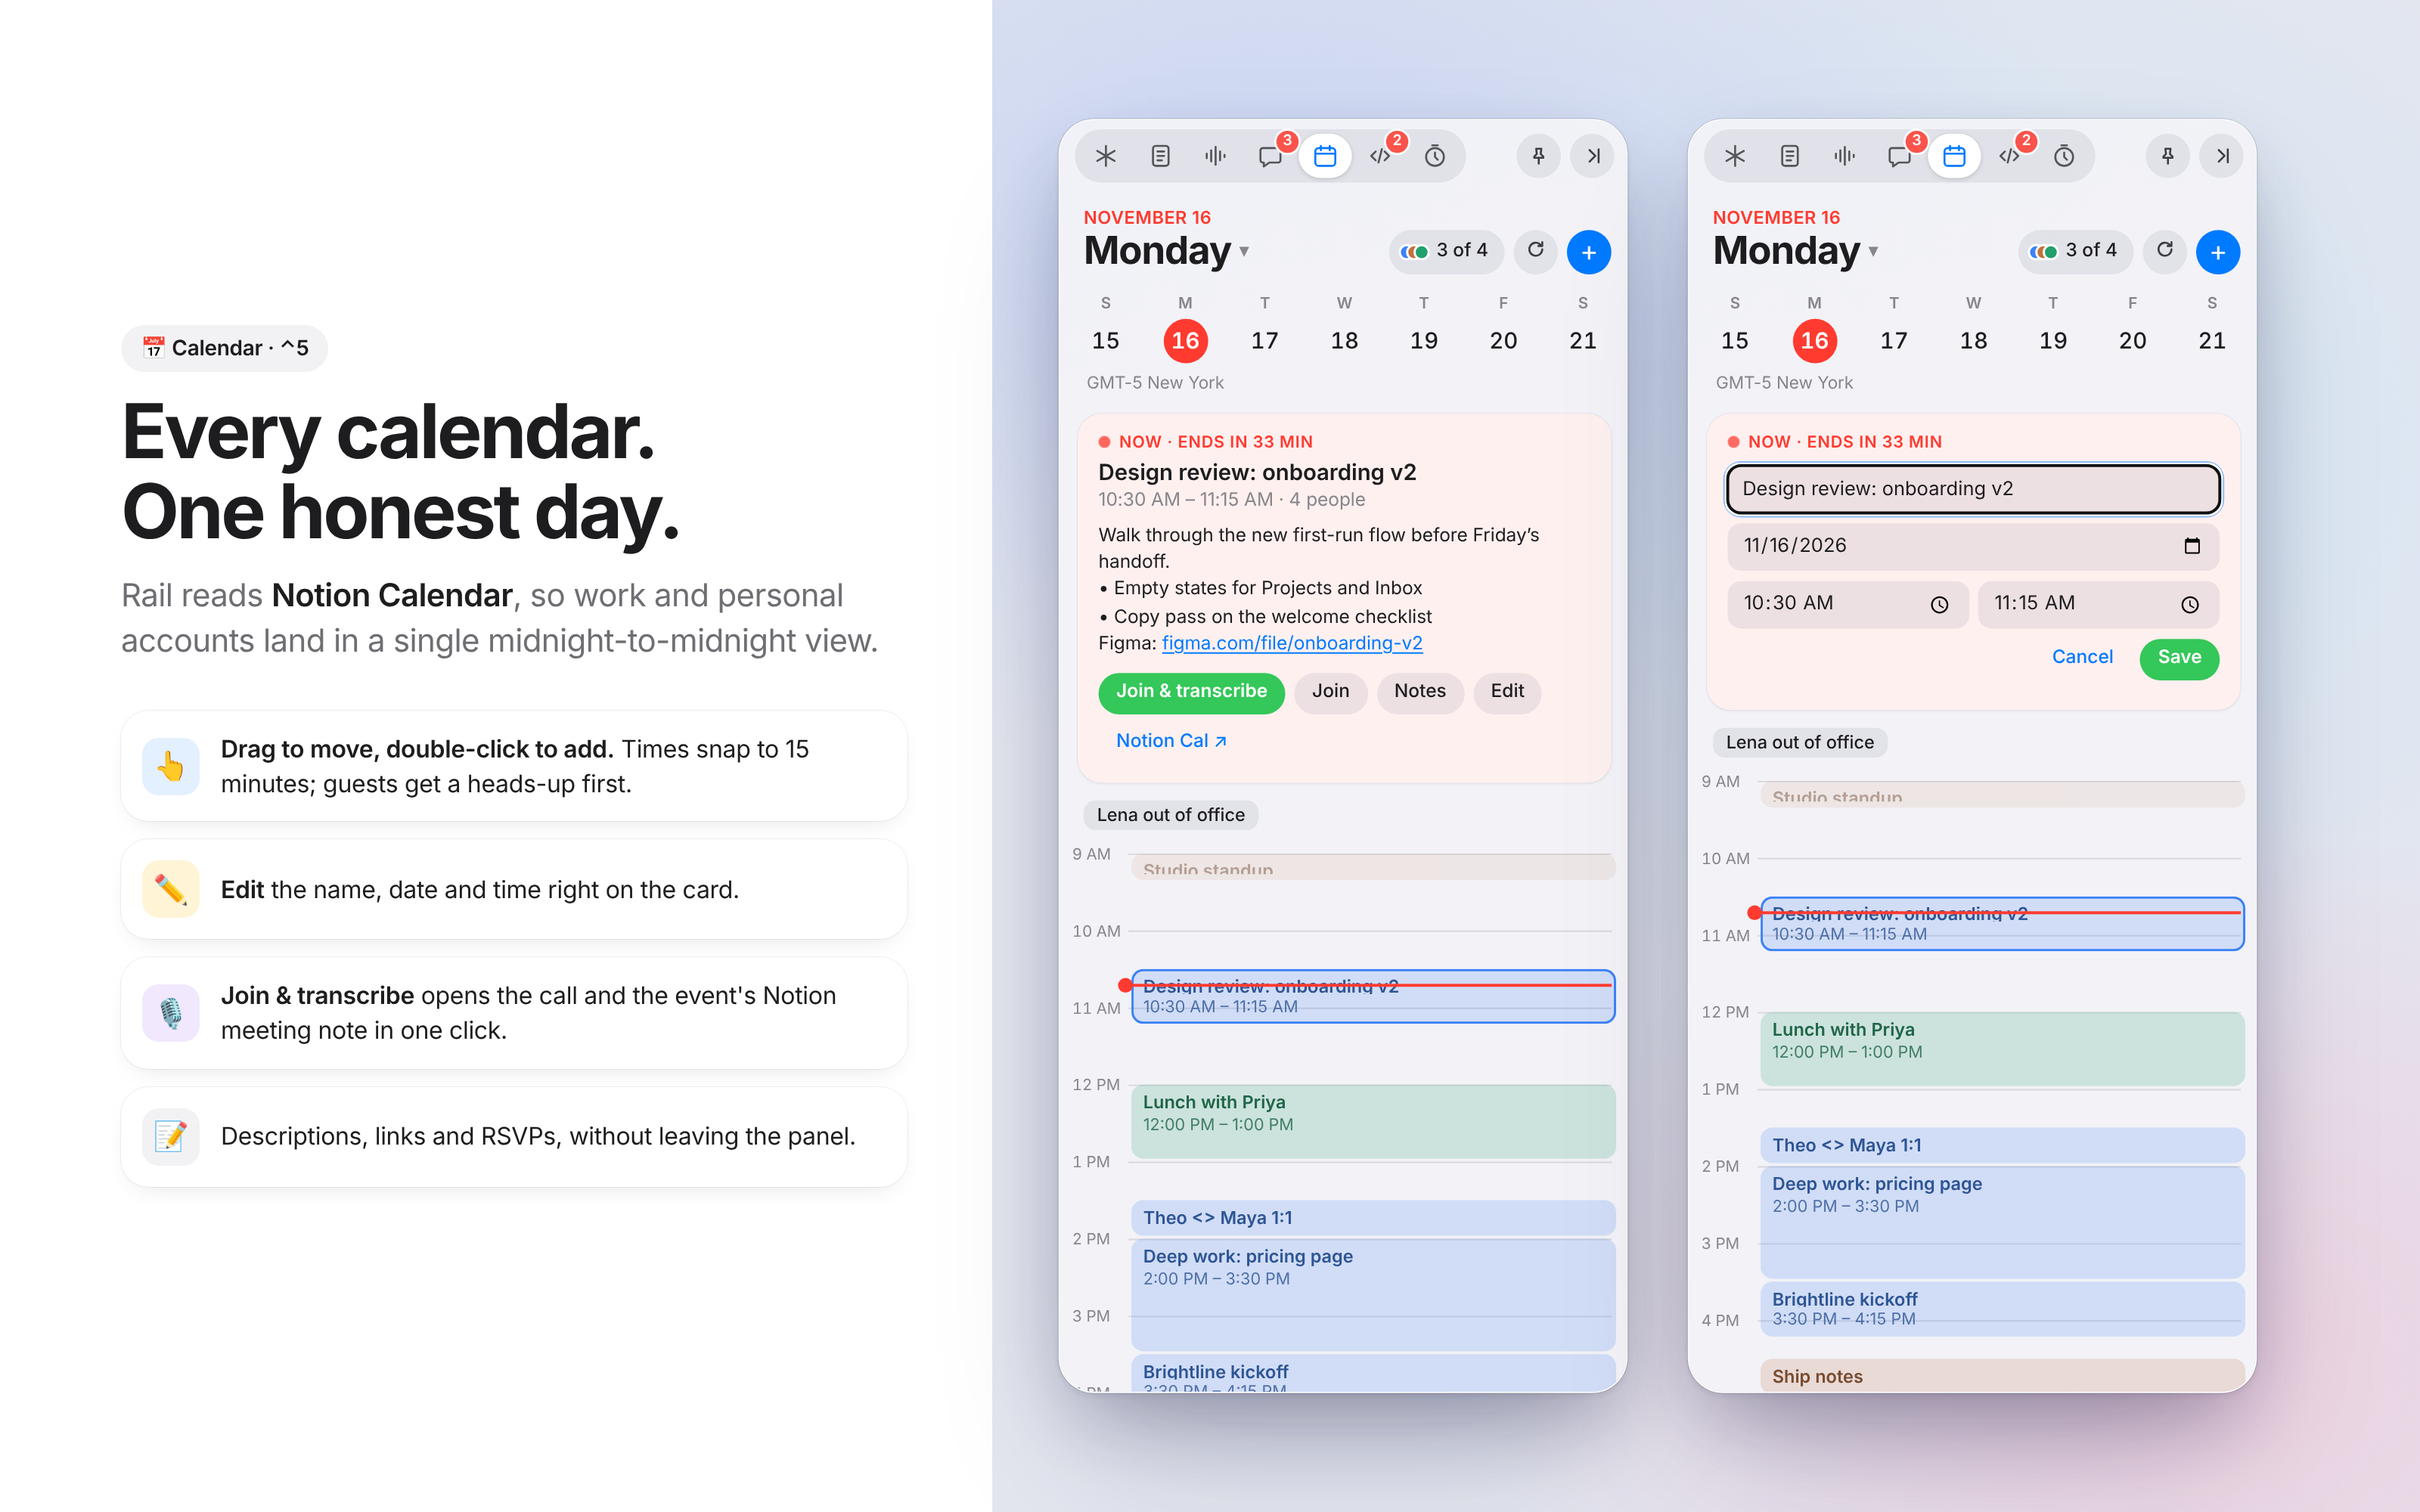 Calendar · ^5
Every calendar.
One honest day.
Rail reads Notion Calendar, so work and personal
accounts land in a single midnight-to-midnight view.
Drag to move, double-click to add. Times snap to 15
minutes; guests get a heads-up first.
Edit the name, date and time right on the card.
Join & transcribe opens the call and the event's Notion
meeting note in one click.
Descriptions, links and RSVPs, without leaving the panel.
3
2
NOVEMBER 16
Monday ▾
3 of 4
+
S M T W T F S
15 16 17 18 19 20 21
GMT-5 New York
NOW · ENDS IN 33 MIN
Design review: onboarding v2
10:30 AM – 11:15 AM · 4 people
Walk through the new first-run flow before Friday’s
handoff.
• Empty states for Projects and Inbox
• Copy pass on the welcome checklist
Figma: figma.com/file/onboarding-v2
Join & transcribe
Join
Notes
Edit
Notion Cal ↗
Lena out of office
9 AM
Studio standup
10 AM
Design review: onboarding v2
11 AM
10:30 AM – 11:15 AM
12 PM
Lunch with Priya
12:00 PM – 1:00 PM
1 PM
Theo <> Maya 1:1
2 PM
Deep work: pricing page
2:00 PM – 3:30 PM
3 PM
Brightline kickoff
3:30 PM – 4:15 PM
3
2
NOVEMBER 16
Monday ▾
3 of 4
+
S M T W T F S
15 16 17 18 19 20 21
GMT-5 New York
NOW · ENDS IN 33 MIN
Design review: onboarding v2
11/16/2026
10:30 AM
11:15 AM
Cancel
Save
Lena out of office
9 AM
Studio standup
10 AM
Design review: onboarding v2
11 AM
10:30 AM – 11:15 AM
12 PM
Lunch with Priya
12:00 PM – 1:00 PM
1 PM
Theo <> Maya 1:1
2 PM
Deep work: pricing page
2:00 PM – 3:30 PM
3 PM
Brightline kickoff
3:30 PM – 4:15 PM
4 PM
Ship notes